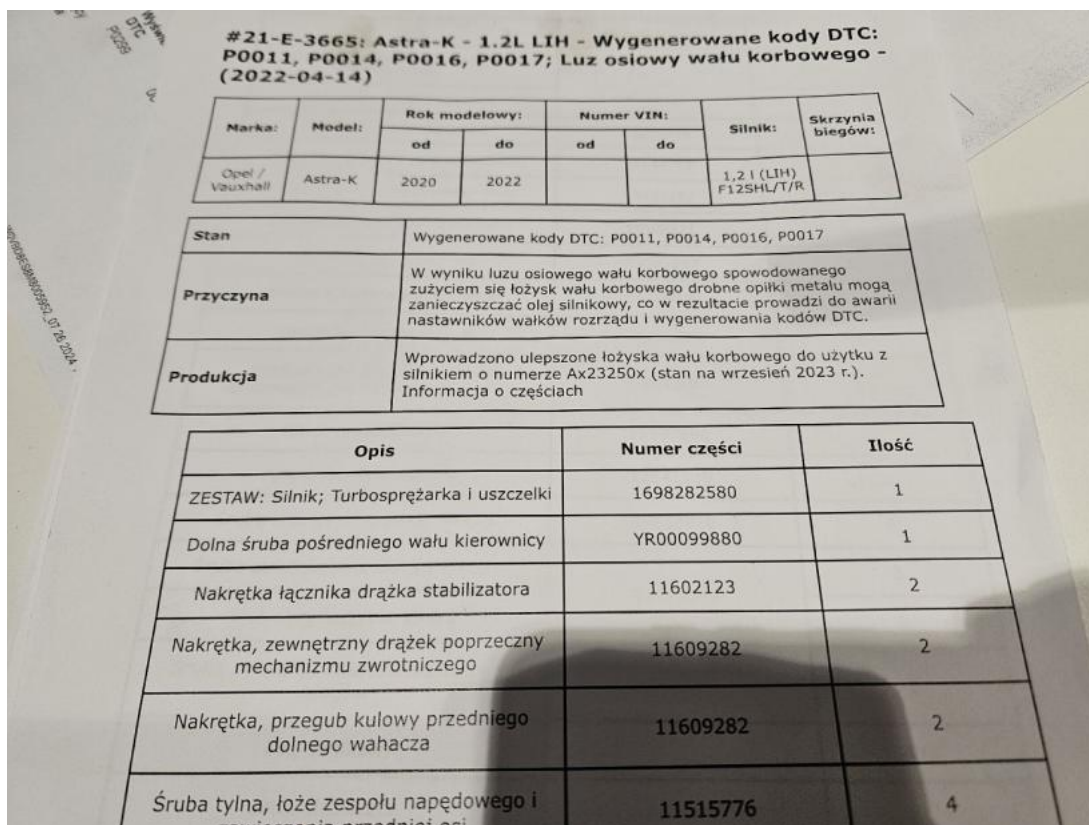 Wyświe
DTC
P0299
#21-E-3665: Astra-K - 1.2L LIH - Wygenerowane kody DTC:
P0011, P0014, P0016, P0017; Luz osiowy wału korbowego -
(2022-04-14)
Marka: Model: Rok modelowy: Numer VIN: Silnik: Skrzynia biegów:
od do od do
Opel / Vauxhall Astra-K 2020 2022 1,2 l (LIH) F12SHL/T/R
Stan Wygenerowane kody DTC: P0011, P0014, P0016, P0017
Przyczyna
W wyniku luzu osiowego wału korbowego spowodowanego
zużyciem się łożysk wału korbowego drobne opiłki metalu mogą
zanieczyszczać olej silnikowy, co w rezultacie prowadzi do awarii
nastawników wałków rozrządu i wygenerowania kodów DTC.
Produkcja
Wprowadzono ulepszone łożyska wału korbowego do użytku z
silnikiem o numerze Ax23250x (stan na wrzesień 2023 r.).
Informacja o częściach
Opis Numer części Ilość
ZESTAW: Silnik; Turbosprężarka i uszczelki 1698282580 1
Dolna śruba pośredniego wału kierownicy YR00099880 1
Nakrętka łącznika drążka stabilizatora 11602123 2
Nakrętka, zewnętrzny drążek poprzeczny
mechanizmu zwrotniczego 11609282 2
Nakrętka, przegub kulowy przedniego
dolnego wahacza 11609282 2
Śruba tylna, łoże zespołu napędowego i 11515776 4